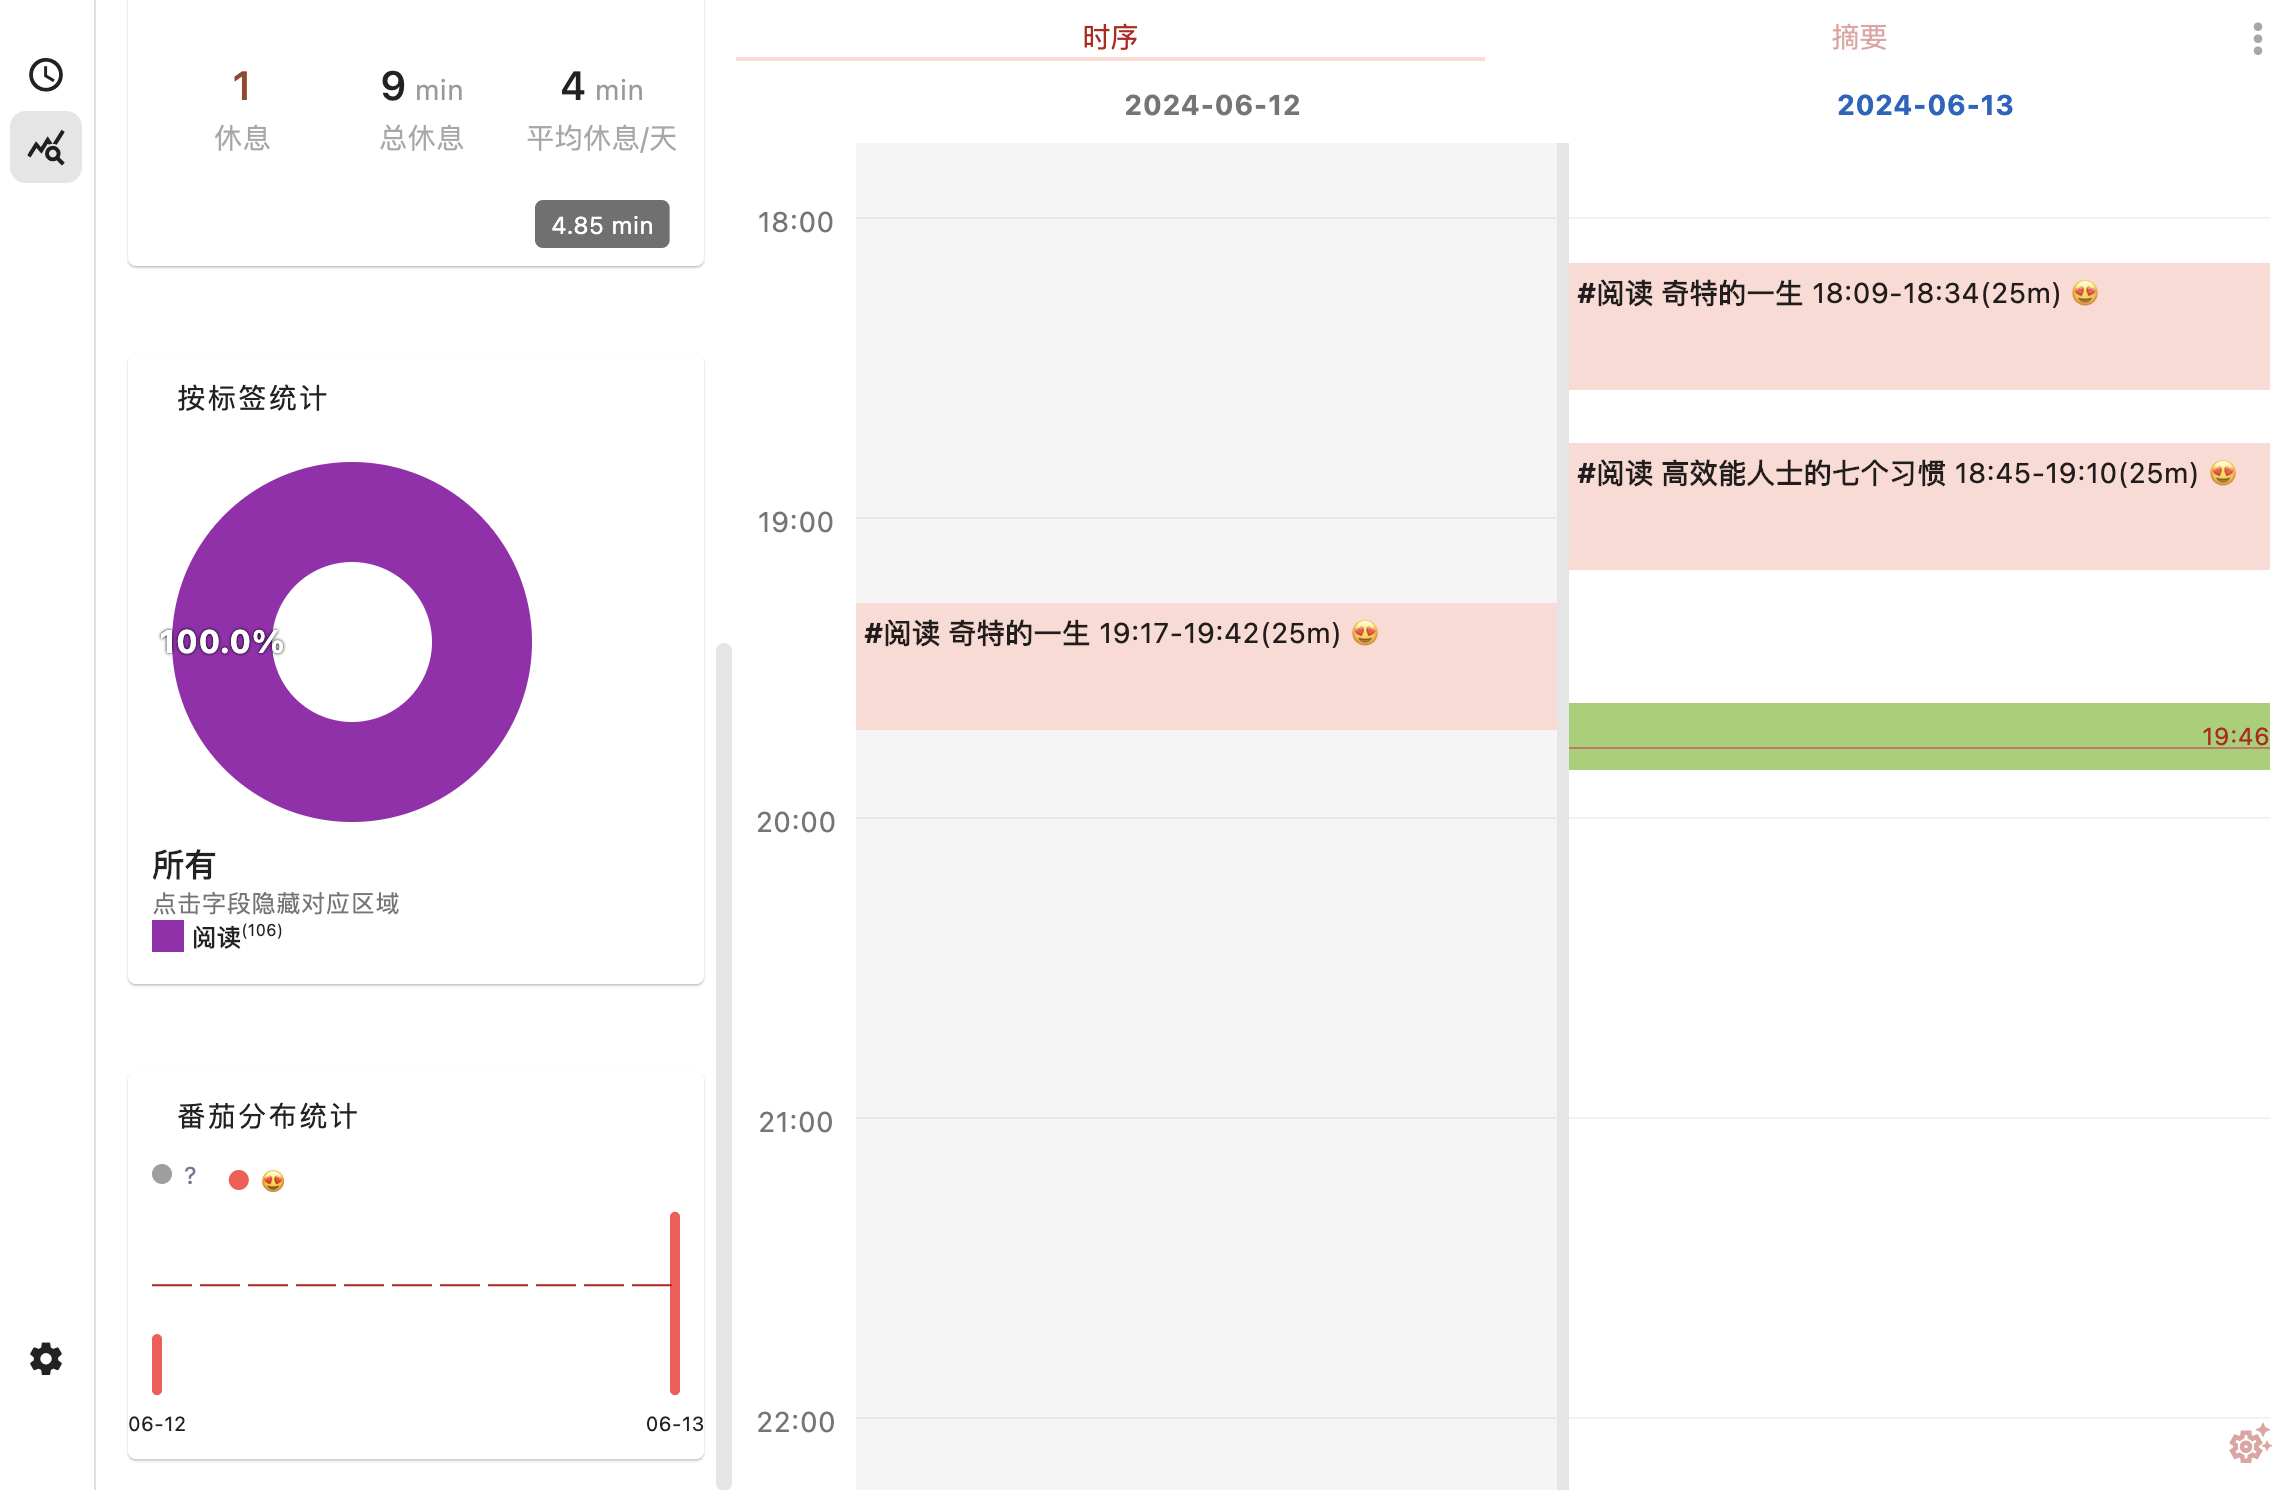 1
9 min
4 min
休息
总休息
平均休息/天
4.85 min
按标签统计
100.0%
所有
点击字段隐藏对应区域
阅读(106)
番茄分布统计
? 😍
06-12
06-13
时序
摘要
2024-06-12
2024-06-13
18:00
#阅读 奇特的一生 18:09-18:34(25m) 😍
#阅读 高效能人士的七个习惯 18:45-19:10(25m) 😍
19:00
#阅读 奇特的一生 19:17-19:42(25m) 😍
19:46
20:00
21:00
22:00